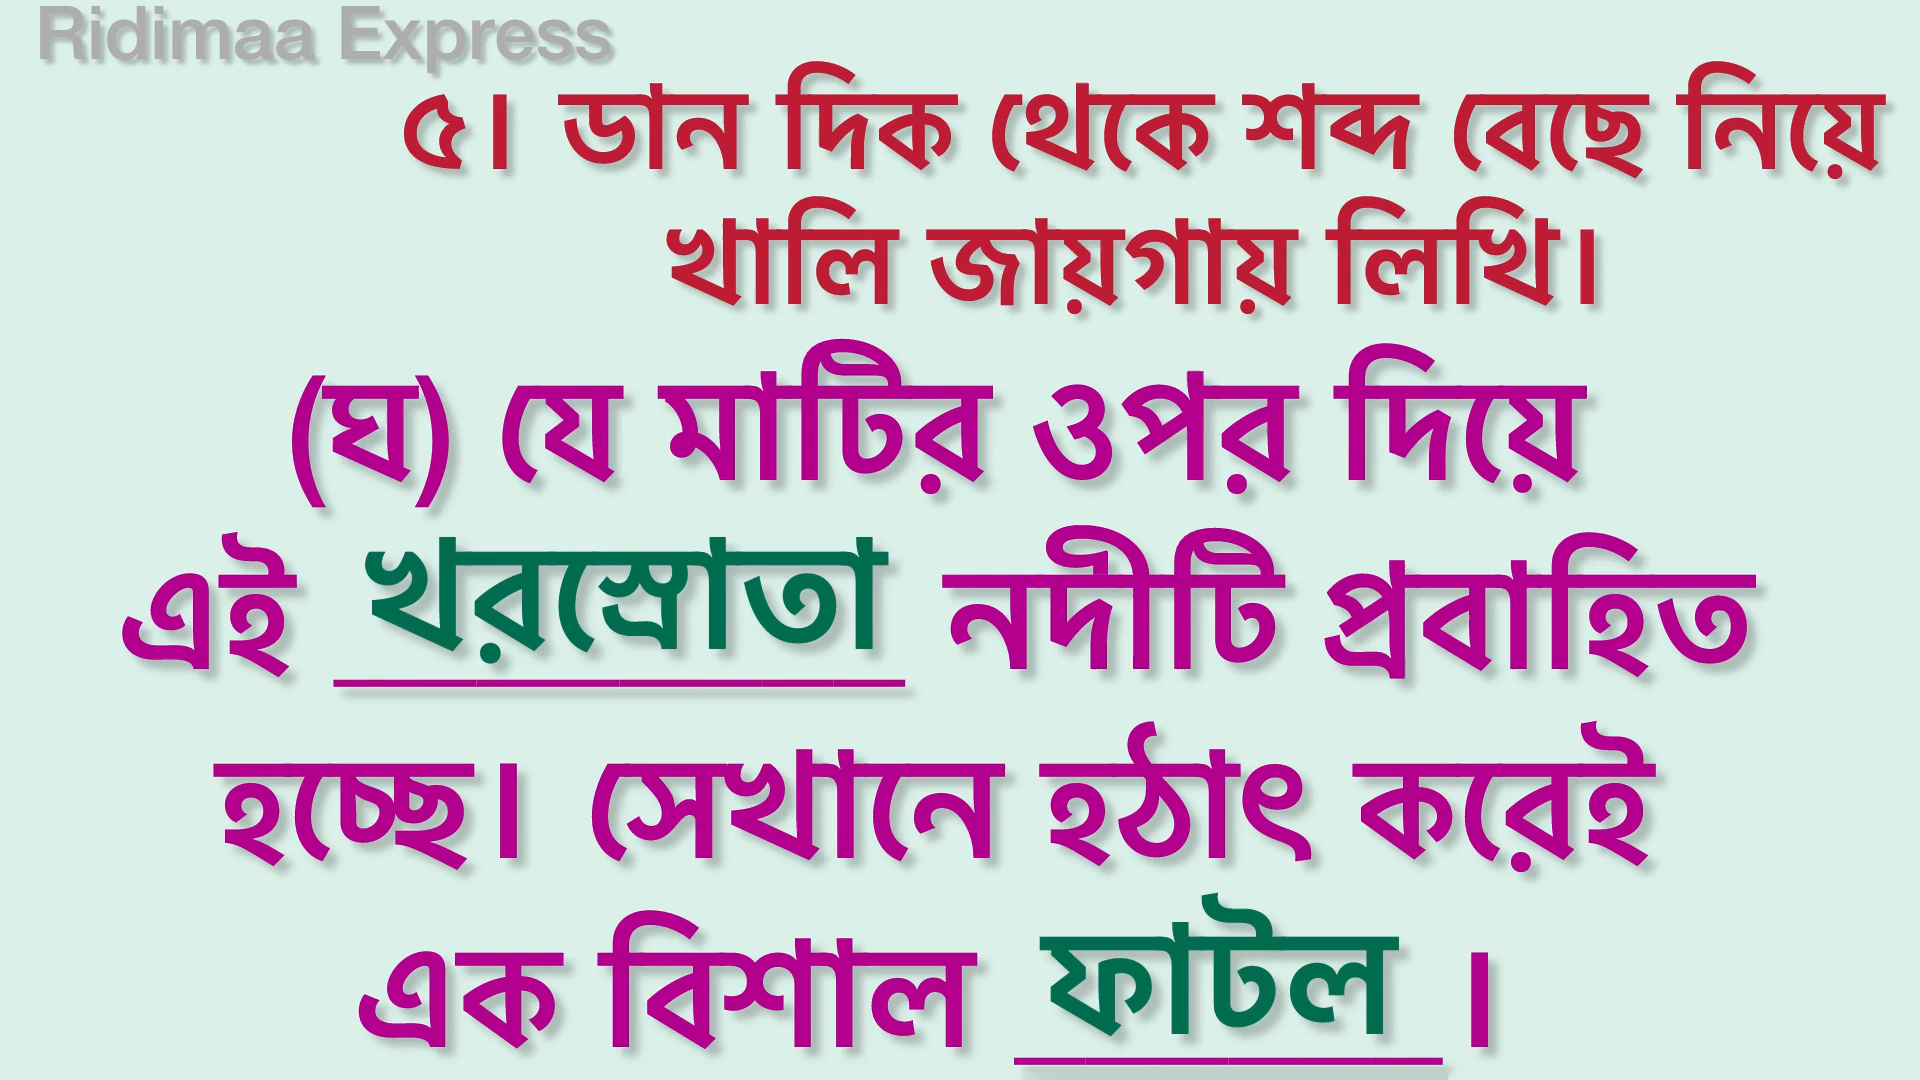 Ridimaa Express
৫। ডান দিক থেকে শব্দ বেছে নিয়ে
খালি জায়গায় লিখি।
(ঘ) যে মাটির ওপর দিয়ে
এই খরস্রোতা নদীটি প্রবাহিত
হচ্ছে। সেখানে হঠাৎ করেই
এক বিশাল ফাটল ।